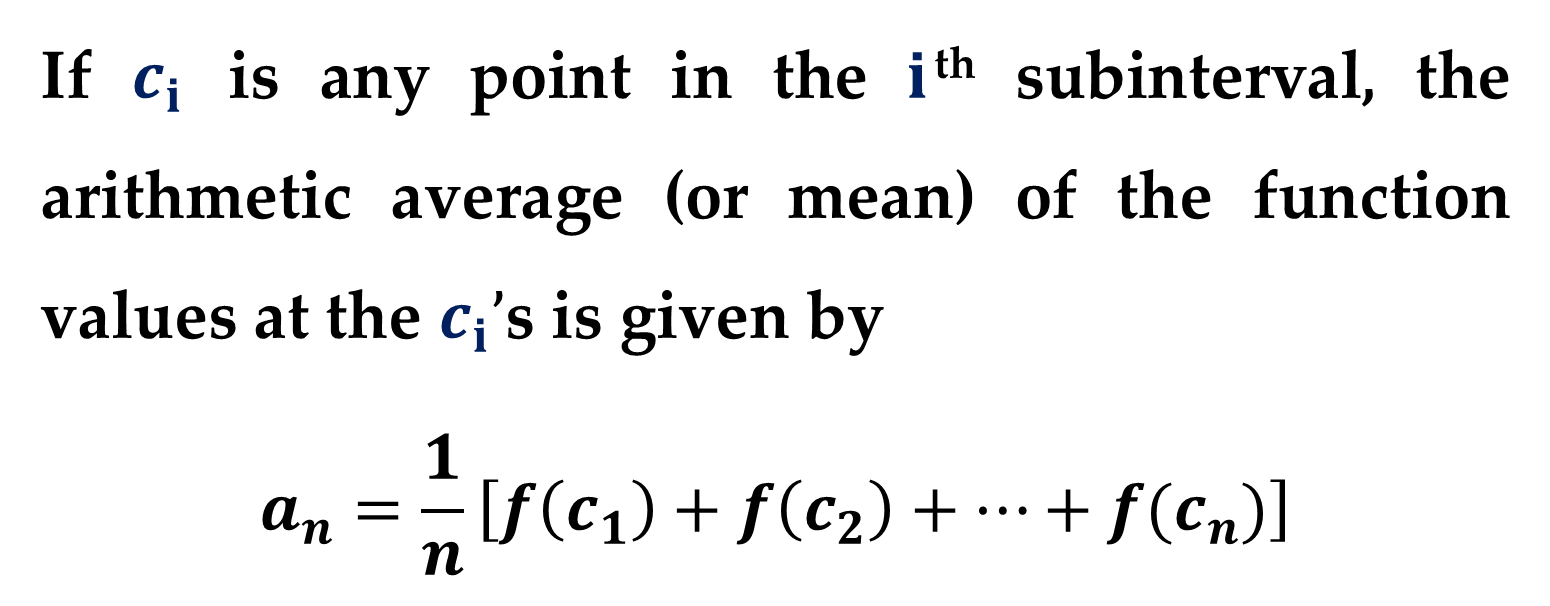 If cᵢ is any point in the iᵗʰ subinterval, the
arithmetic average (or mean) of the function
values at the cᵢ’s is given by
aₙ = 1/n [f(c₁) + f(c₂) + ⋯ + f(cₙ)]